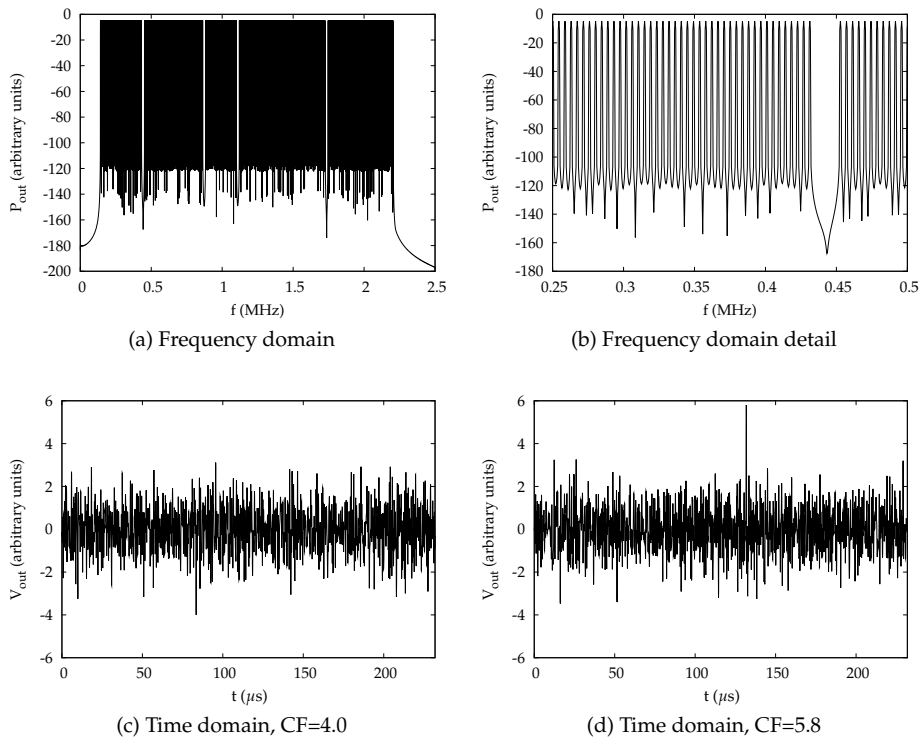 0
-20
-40
-60
-80
-100
-120
-140
-160
-180
-200
P_out (arbitrary units)
0 0.5 1 1.5 2 2.5
f (MHz)
(a) Frequency domain
0
-20
-40
-60
-80
-100
-120
-140
-160
-180
P_out (arbitrary units)
0.25 0.3 0.35 0.4 0.45 0.5
f (MHz)
(b) Frequency domain detail
6
4
2
0
-2
-4
-6
V_out (arbitrary units)
0 50 100 150 200
t (μs)
(c) Time domain, CF=4.0
6
4
2
0
-2
-4
-6
V_out (arbitrary units)
0 50 100 150 200
t (μs)
(d) Time domain, CF=5.8